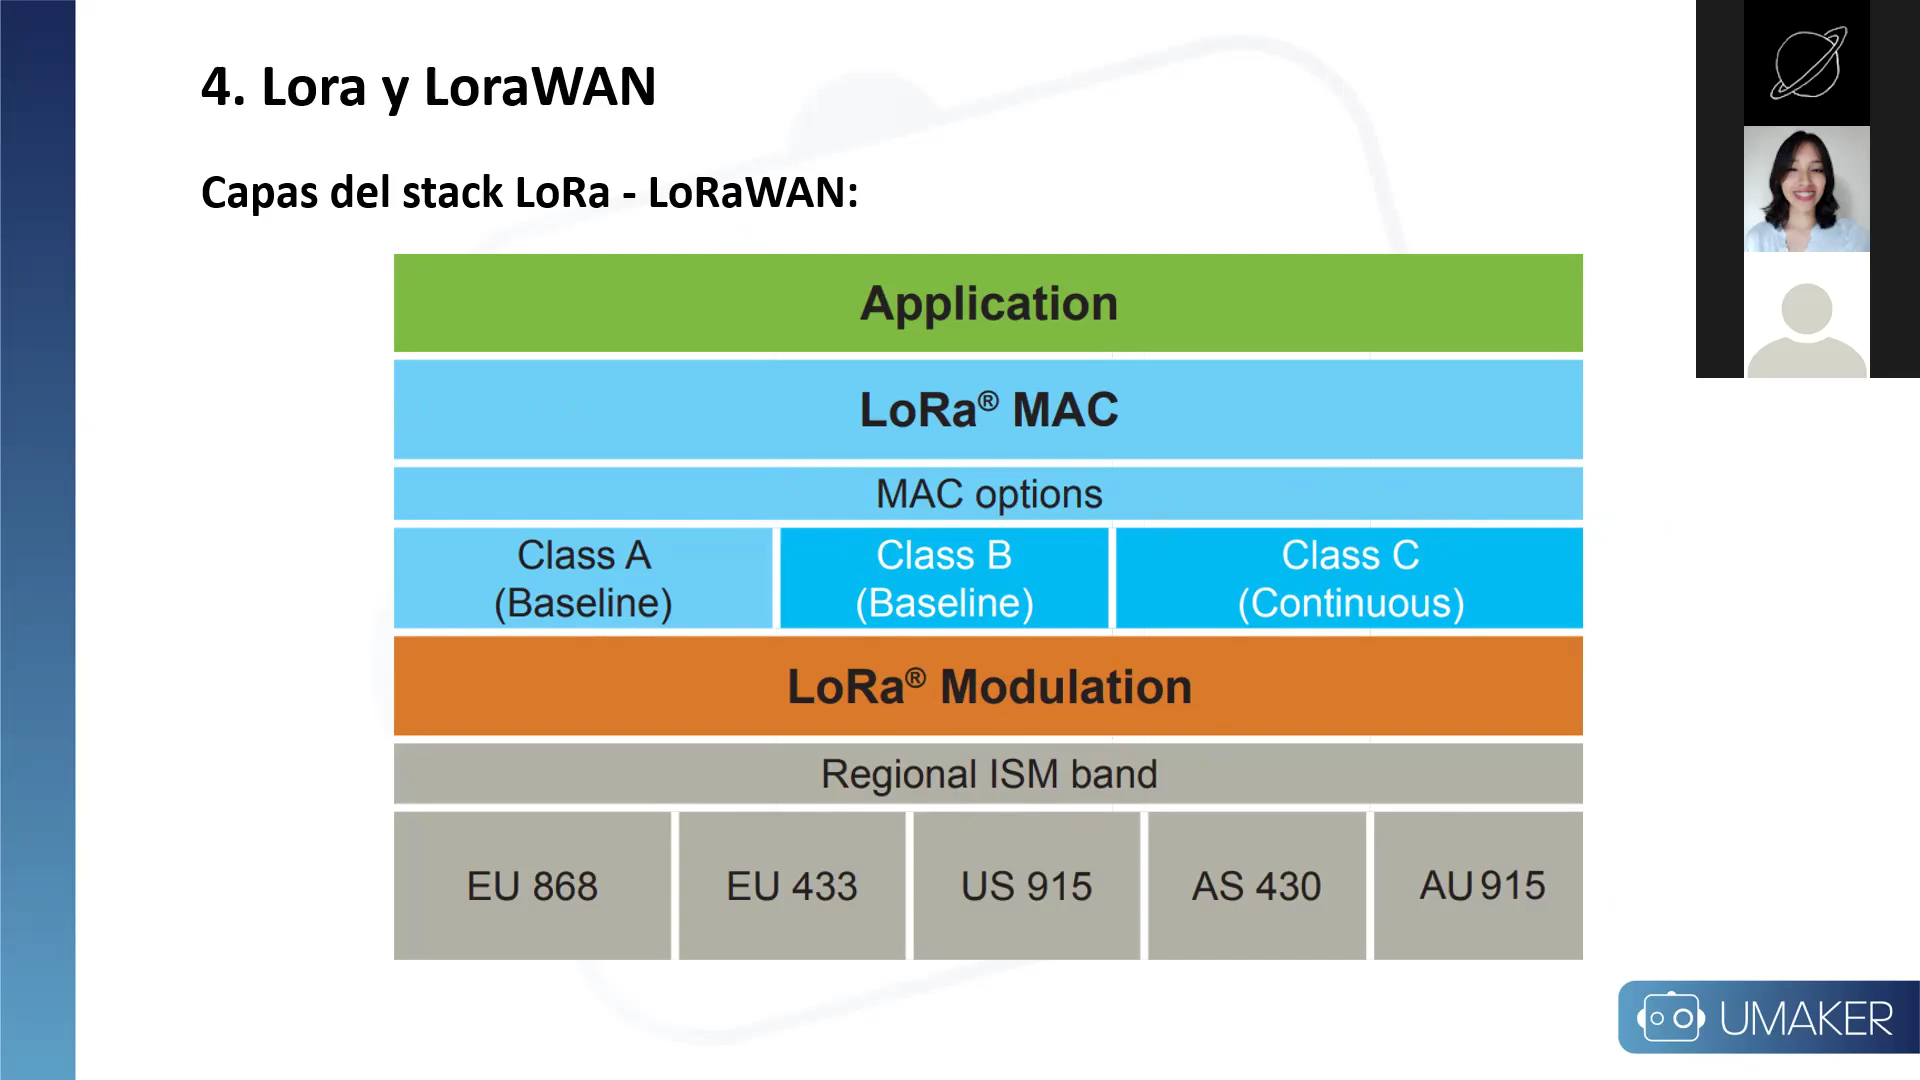 4. Lora y LoraWAN
Capas del stack LoRa - LoRaWAN:
Application
LoRa® MAC
MAC options
Class A
(Baseline)
Class B
(Baseline)
Class C
(Continuous)
LoRa® Modulation
Regional ISM band
EU 868
EU 433
US 915
AS 430
AU 915
UMAKER